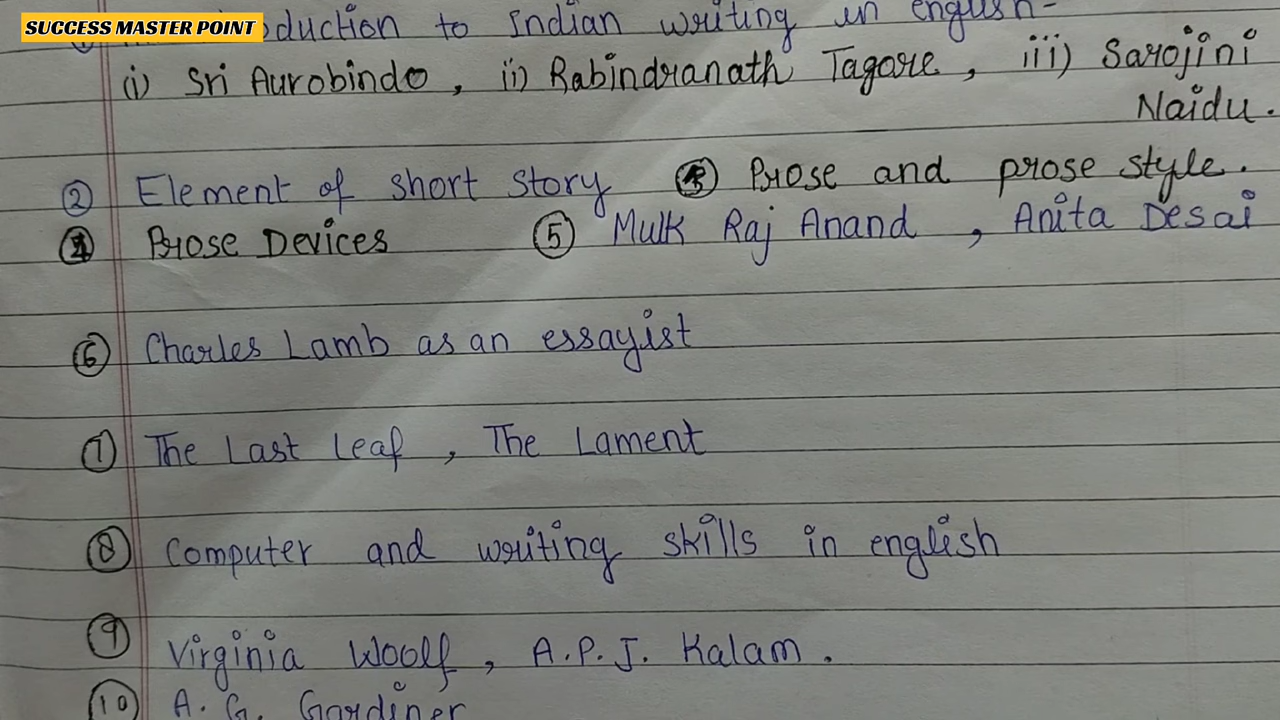 SUCCESS MASTER POINT
duction to Indian writing in english-
(i) Sri Aurobindo, ii) Rabindranath Tagore, iii) Sarojini
Naidu.
② Element of short story ③ Prose and prose style.
④ Prose Devices ⑤ Mulk Raj Anand, Anita Desai
⑥ Charles Lamb as an essayist
⑦ The Last Leaf, The Lament
⑧ Computer and writing skills in english
⑨ Virginia Woolf, A.P.J. Kalam.
⑩ A. G. Gardiner